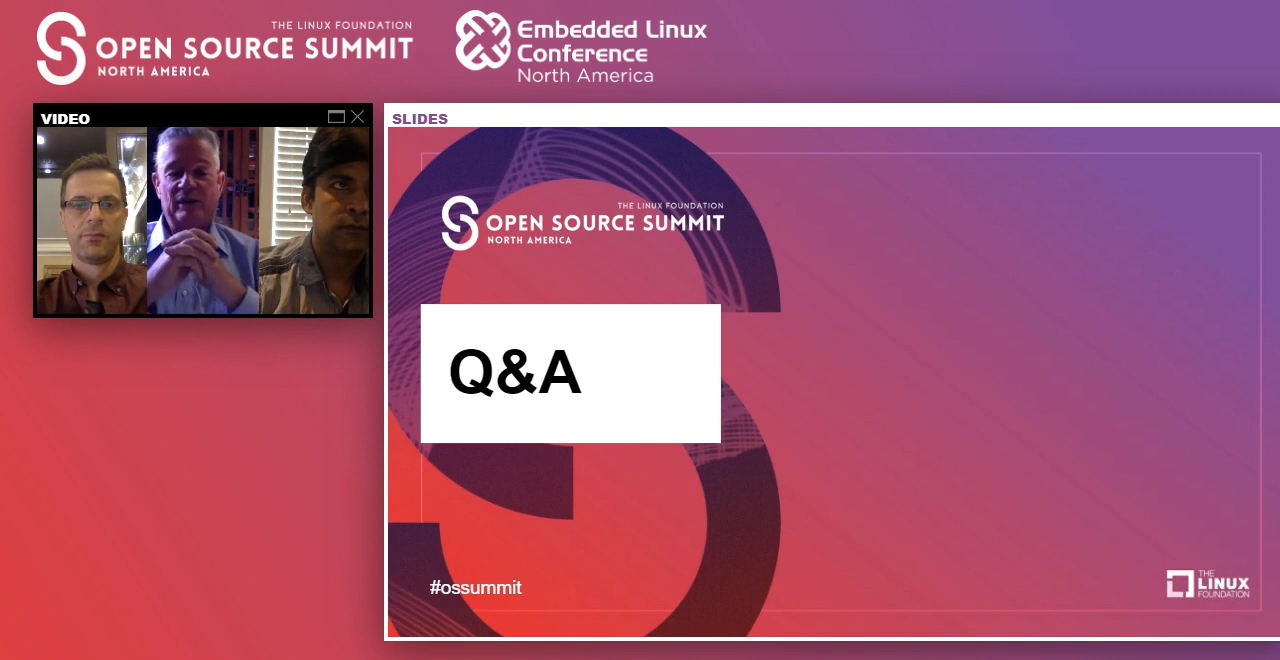 THE LINUX FOUNDATION
OPEN SOURCE SUMMIT
NORTH AMERICA
Embedded Linux
Conference
North America
VIDEO
SLIDES
THE LINUX FOUNDATION
OPEN SOURCE SUMMIT
NORTH AMERICA
Q&A
#ossummit
THE
LINUX
FOUNDATION